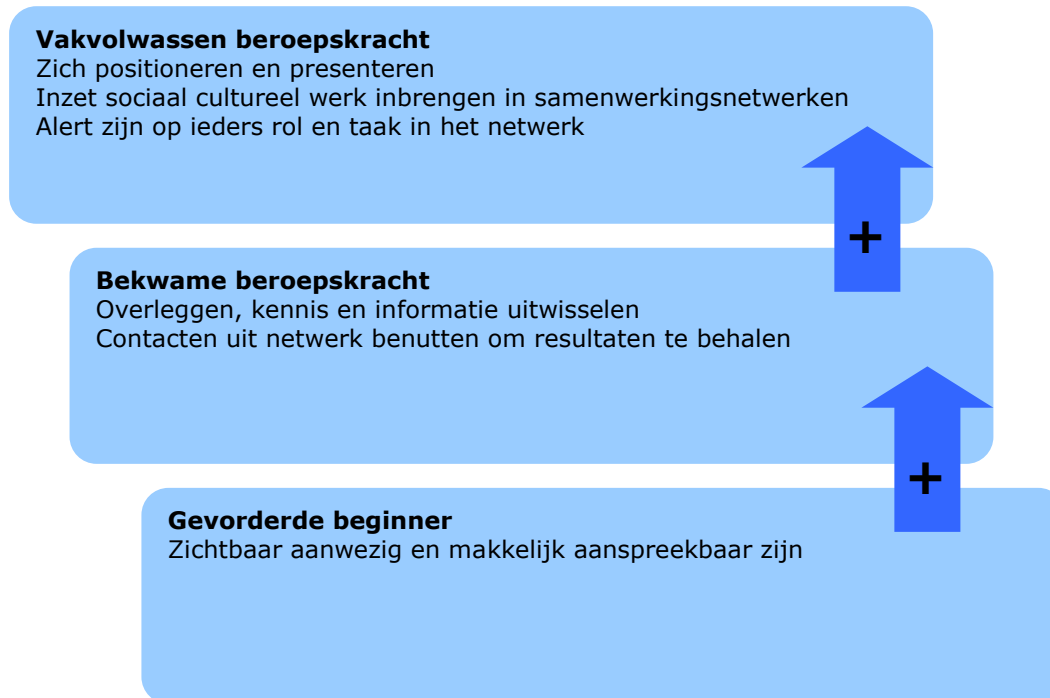 Vakvolwassen beroepskracht
Zich positioneren en presenteren
Inzet sociaal cultureel werk inbrengen in samenwerkingsnetwerken
Alert zijn op ieders rol en taak in het netwerk
+
Bekwame beroepskracht
Overleggen, kennis en informatie uitwisselen
Contacten uit netwerk benutten om resultaten te behalen
+
Gevorderde beginner
Zichtbaar aanwezig en makkelijk aanspreekbaar zijn